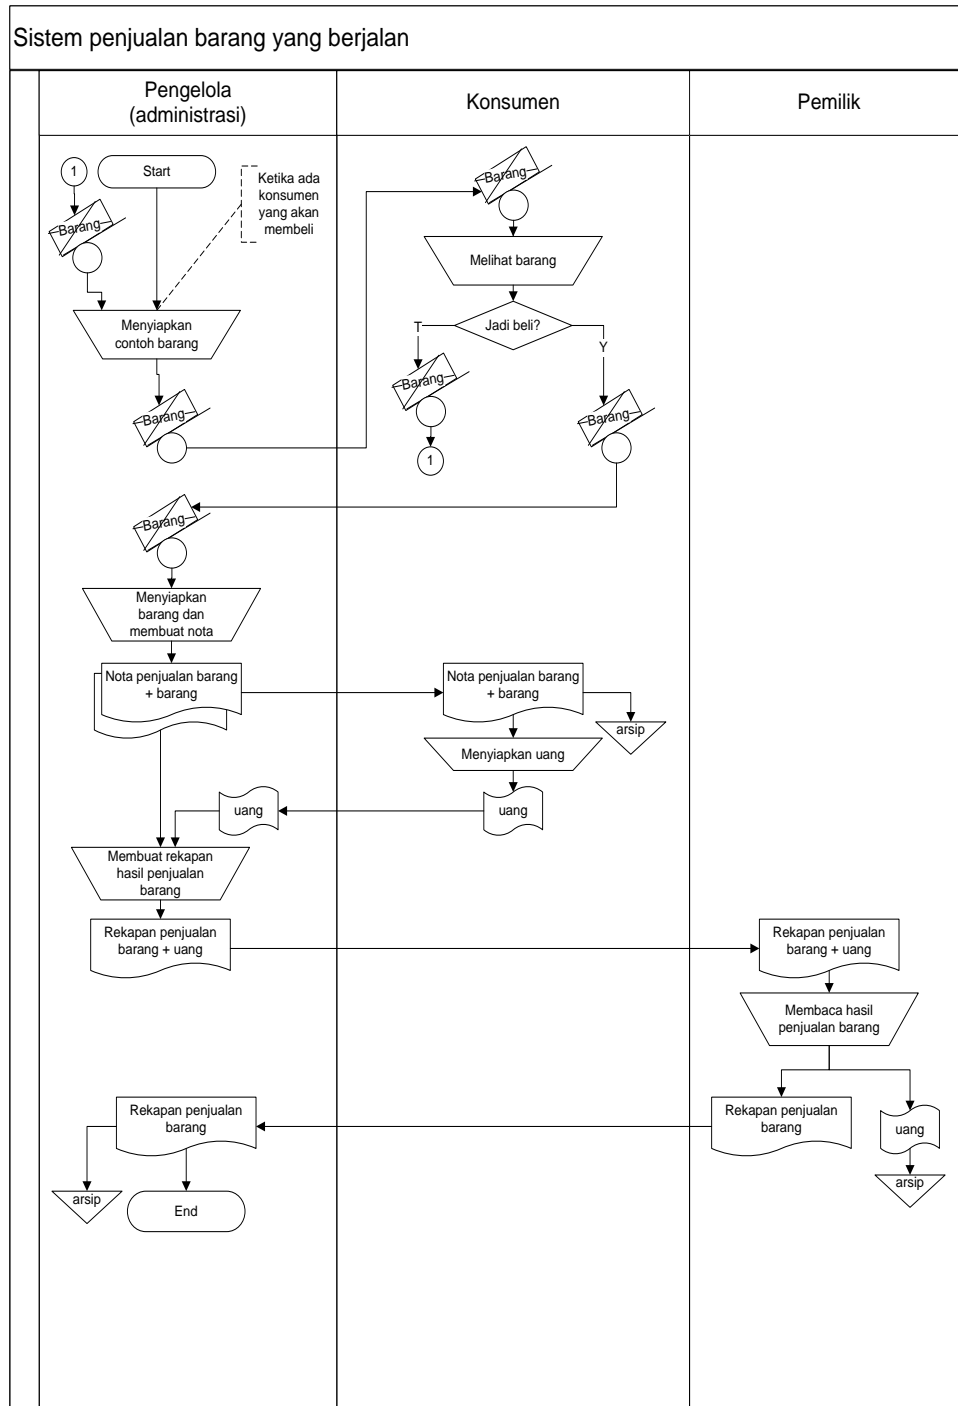 Sistem penjualan barang yang berjalan
Pengelola
(administrasi)
Konsumen
Pemilik
1
Start
Ketika ada
konsumen
yang akan
membeli
Barang
Barang
Melihat barang
Menyiapkan
contoh barang
Jadi beli?
T
Y
Barang
Barang
Barang
1
Barang
Menyiapkan
barang dan
membuat nota
Nota penjualan barang
+ barang
Nota penjualan barang
+ barang
arsip
Menyiapkan uang
uang
uang
Membuat rekapan
hasil penjualan
barang
Rekapan penjualan
barang + uang
Rekapan penjualan
barang + uang
Membaca hasil
penjualan barang
Rekapan penjualan
barang
Rekapan penjualan
barang
uang
arsip
End
arsip